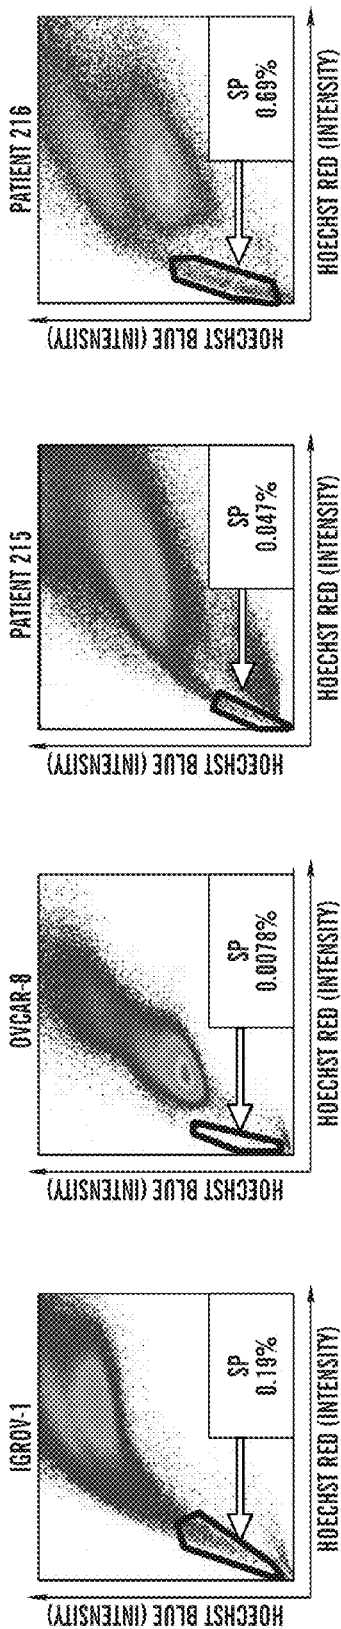 IGROV-1
HOECHST BLUE (INTENSITY)
SP
0.19%
HOECHST RED (INTENSITY)
OVCAR-8
HOECHST BLUE (INTENSITY)
SP
0.0078%
HOECHST RED (INTENSITY)
PATIENT 215
HOECHST BLUE (INTENSITY)
SP
0.047%
HOECHST RED (INTENSITY)
PATIENT 216
HOECHST BLUE (INTENSITY)
SP
0.69%
HOECHST RED (INTENSITY)